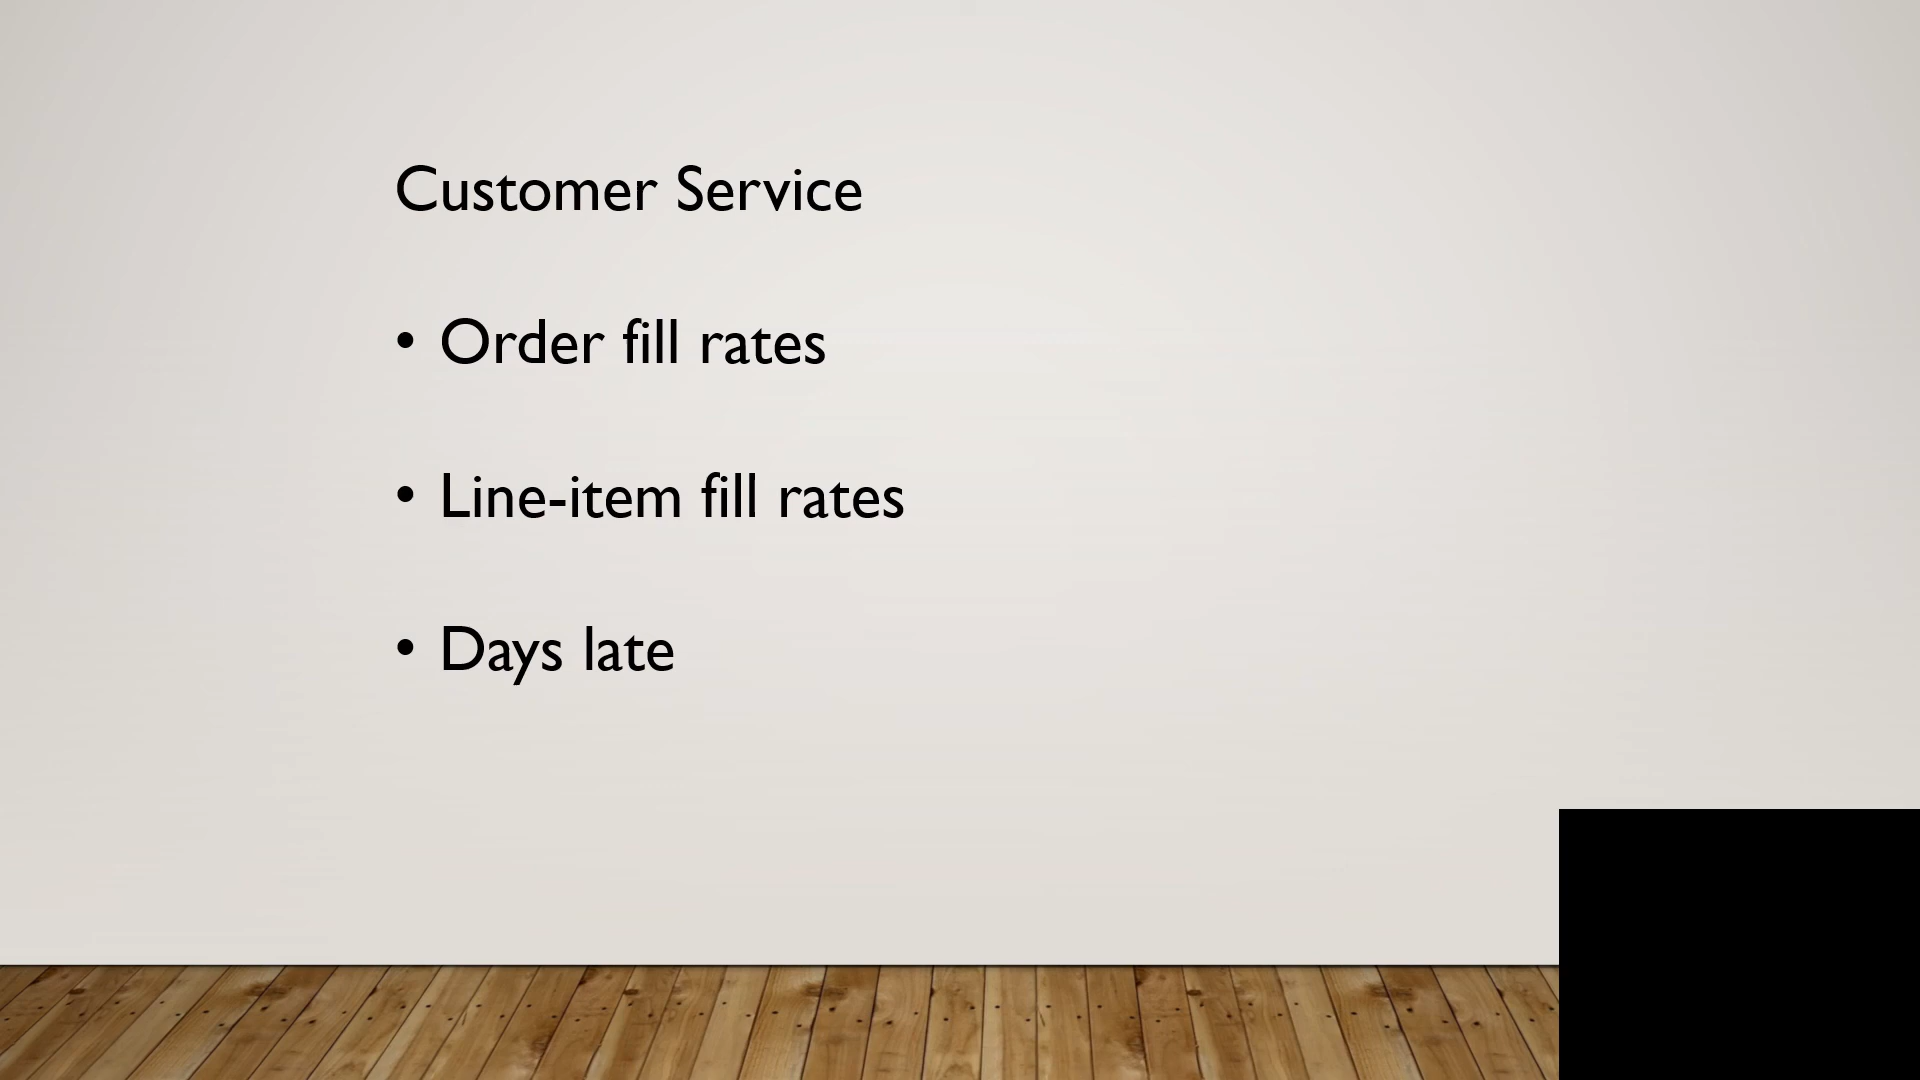 Customer Service
• Order fill rates
• Line-item fill rates
• Days late